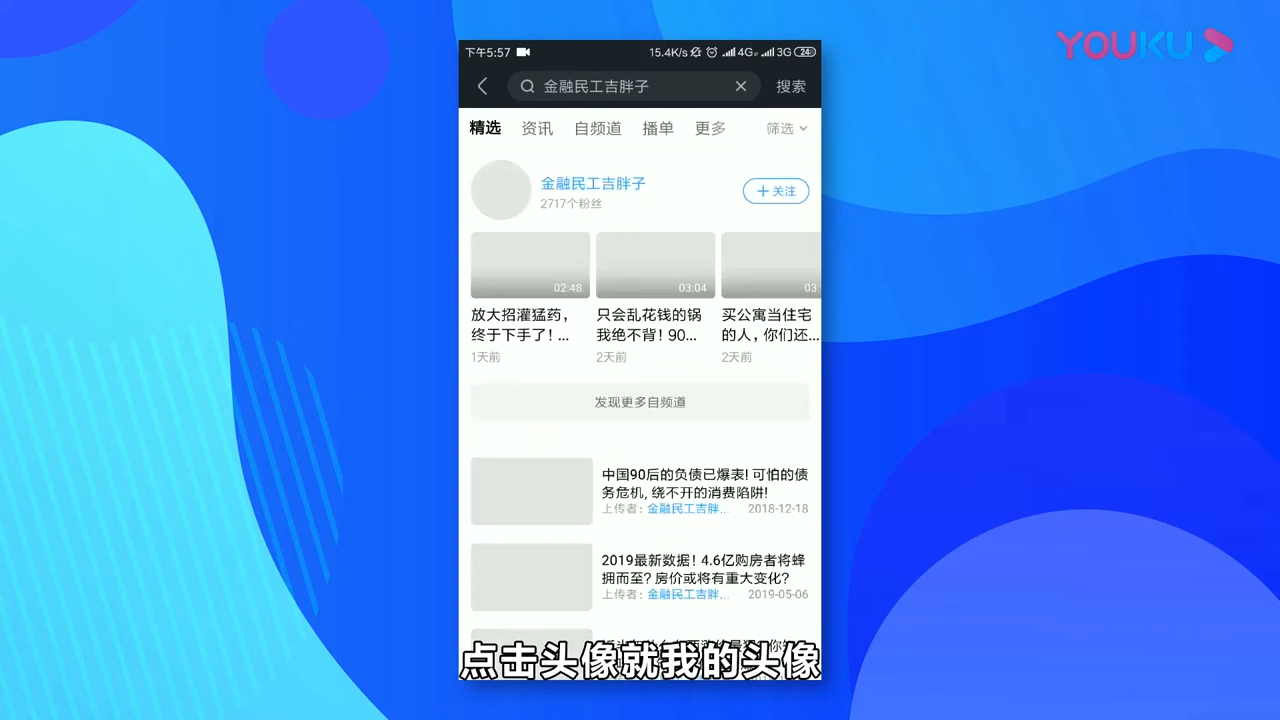 YOUKU
下午5:57 15.4K/s 4G 3G 24
金融民工吉胖子 搜索
精选 资讯 自频道 播单 更多 筛选
金融民工吉胖子
2717个粉丝
+ 关注
02:48 03:04 03:
放大招灌猛药，
终于下手了！...
1天前
只会乱花钱的锅
我绝不背！90...
2天前
买公寓当住宅
的人，你们还...
2天前
发现更多自频道
中国90后的负债已爆表! 可怕的债
务危机, 绕不开的消费陷阱!
上传者：金融民工吉胖... 2018-12-18
2019最新数据！4.6亿购房者将蜂
拥而至? 房价或将有重大变化?
上传者：金融民工吉胖... 2019-05-06
点击头像就我的头像